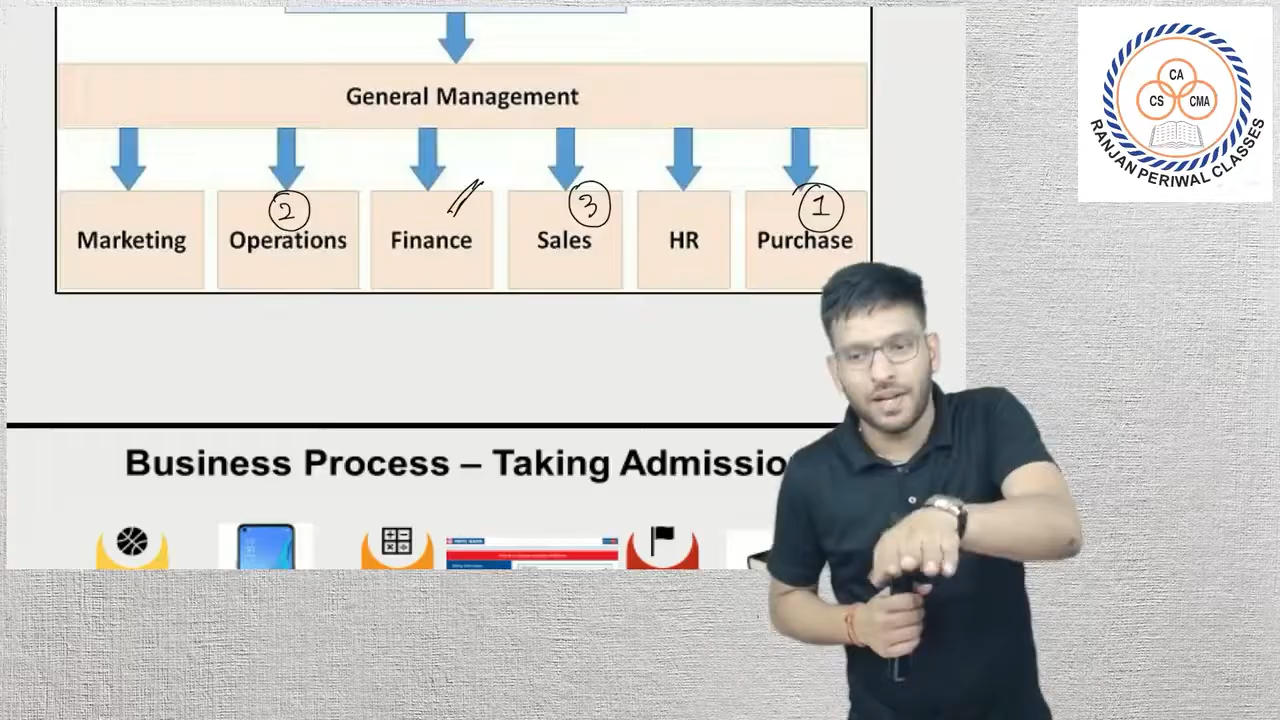 General Management
2
3
1
Marketing
Operations
Finance
Sales
HR
Purchase
Business Process – Taking Admissio
CA
CS
CMA
RANJAN PERIWAL CLASSES